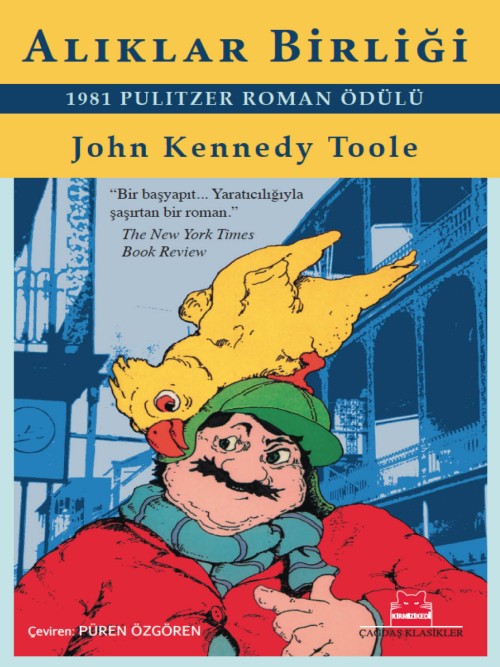 ALIKLAR BİRLİĞİ
1981 PULITZER ROMAN ÖDÜLÜ
John Kennedy Toole
“Bir başyapıt... Yaratıcılığıyla
şaşırtan bir roman.”
The New York Times
Book Review
Çeviren: PÜREN ÖZGÖREN
KIRMIZIKEDİ
ÇAĞDAŞ KLASİKLER